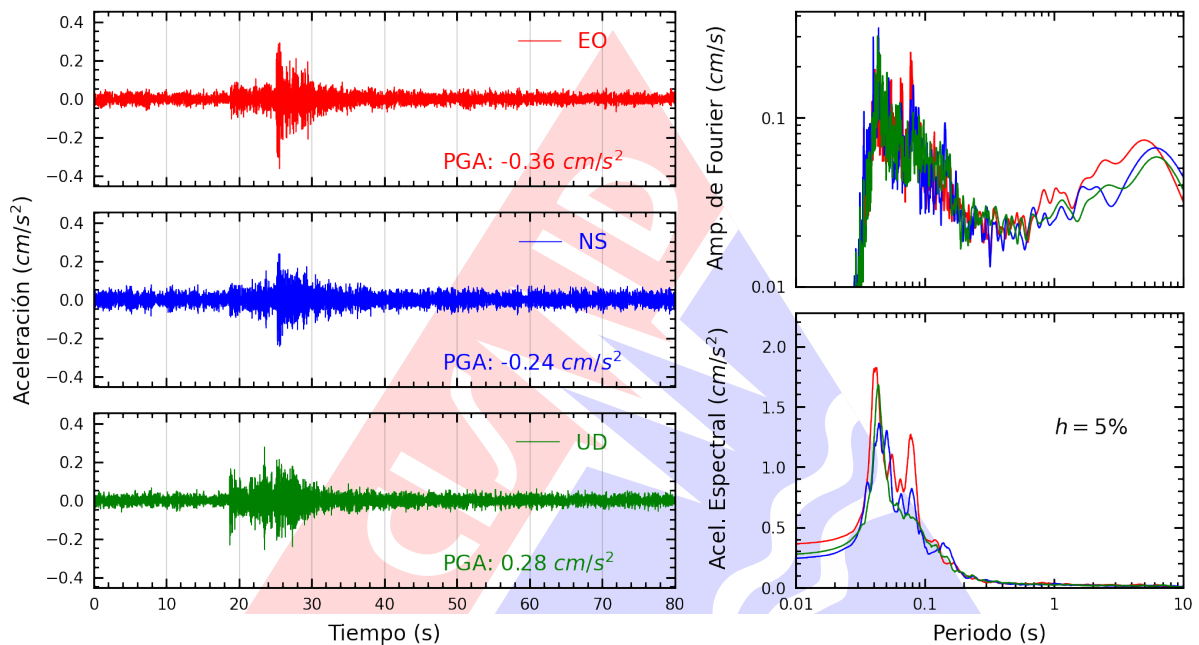 Aceleración (cm/s²)
0.4
0.2
0.0
−0.2
−0.4
EO
PGA: -0.36 cm/s²
0.4
0.2
0.0
−0.2
−0.4
NS
PGA: -0.24 cm/s²
0.4
0.2
0.0
−0.2
−0.4
UD
PGA: 0.28 cm/s²
0 10 20 30 40 50 60 70 80
Tiempo (s)
Amp. de Fourier (cm/s)
0.1
0.01
Acel. Espectral (cm/s²)
2.0
1.5
1.0
0.5
0.0
h = 5%
0.01 0.1 1 10
Periodo (s)